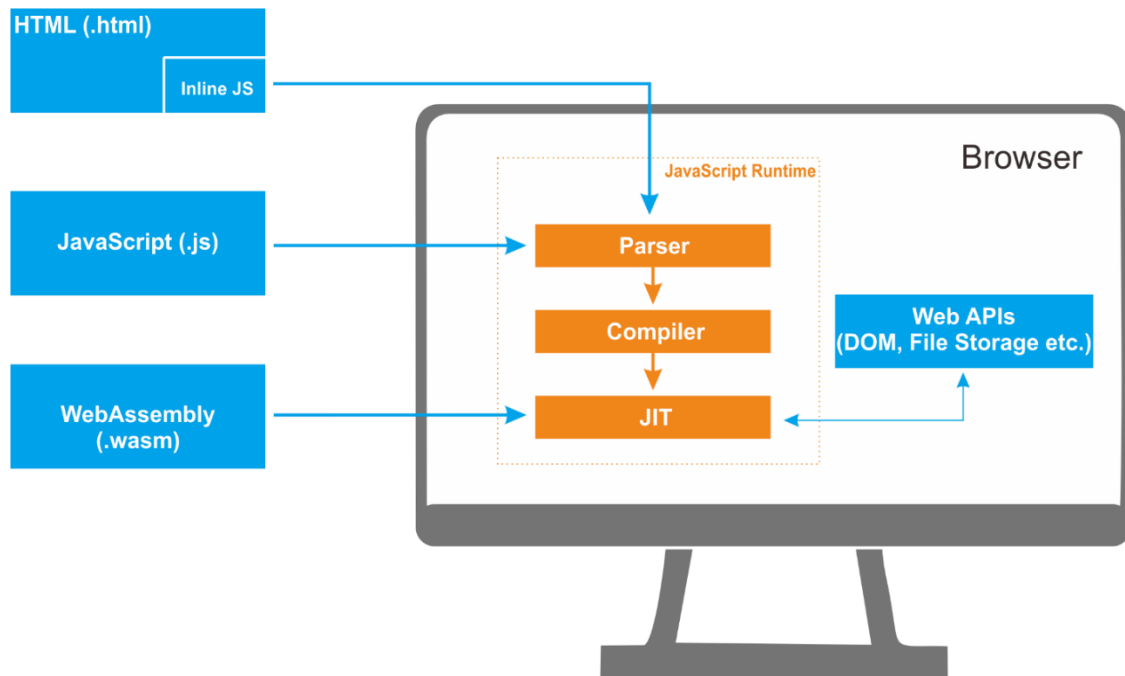 HTML (.html)
Inline JS
Browser
JavaScript Runtime
JavaScript (.js)
Parser
Compiler
Web APIs
(DOM, File Storage etc.)
WebAssembly
(.wasm)
JIT